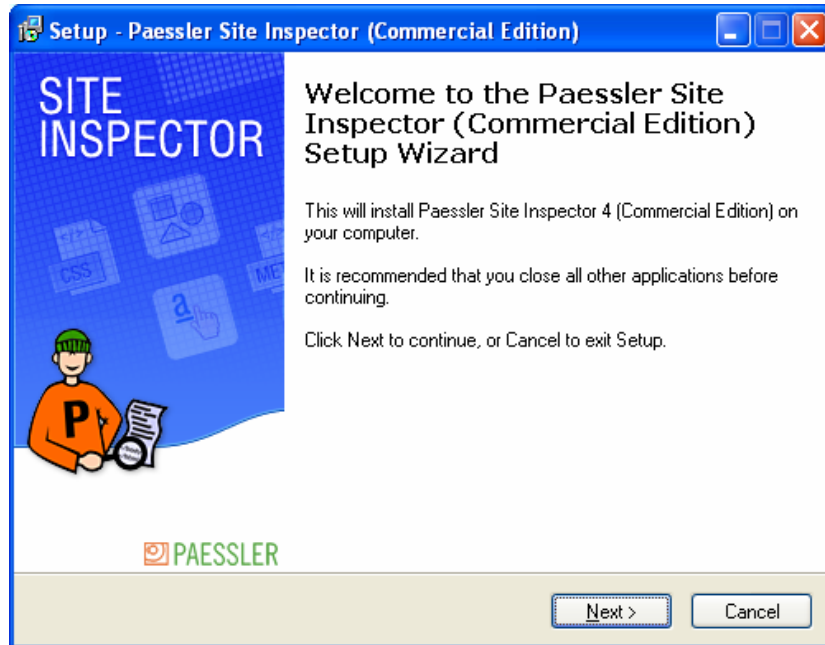 Setup - Paessler Site Inspector (Commercial Edition)
SITE
INSPECTOR
CSS
a
P
PAESSLER
Welcome to the Paessler Site
Inspector (Commercial Edition)
Setup Wizard
This will install Paessler Site Inspector 4 (Commercial Edition) on
your computer.
It is recommended that you close all other applications before
continuing.
Click Next to continue, or Cancel to exit Setup.
Next >
Cancel